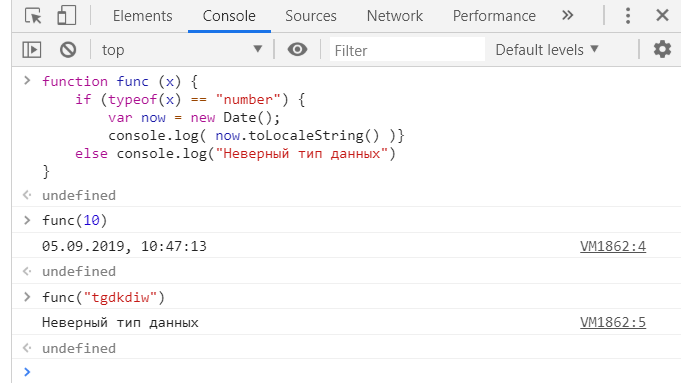 Elements Console Sources Network Performance »
top ▼ Filter Default levels ▼
> function func (x) {
if (typeof(x) == "number") {
var now = new Date();
console.log( now.toLocaleString() )}
else console.log("Неверный тип данных")
}
< undefined
> func(10)
05.09.2019, 10:47:13 VM1862:4
< undefined
> func("tgdkdiw")
Неверный тип данных VM1862:5
< undefined
>